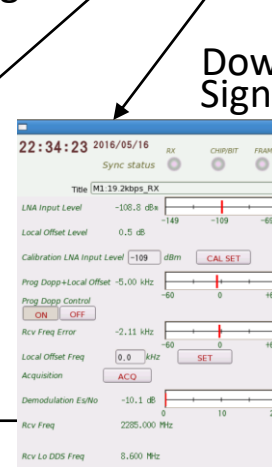 Dow
Sign
22:34:23 2016/05/16
RX CHIP/BIT FRAM
Sync status
Title M1:19.2kbps_RX
LNA Input Level -108.8 dBm
-149 -109 -69
Local Offset Level 0.5 dB
Calibration LNA Input Level -109 dBm CAL SET
Prog Dopp+Local Offset -5.00 kHz
-60 0 +6
Prog Dopp Control
ON OFF
Rcv Freq Error -2.11 kHz
-60 0 +6
Local Offset Freq 0.0 kHz SET
Acquisition ACQ
Demodulation Es/No -10.1 dB
0 10 2
Rcv Freq 2285.000 MHz
Rcv Lo DDS Freq 8.600 MHz